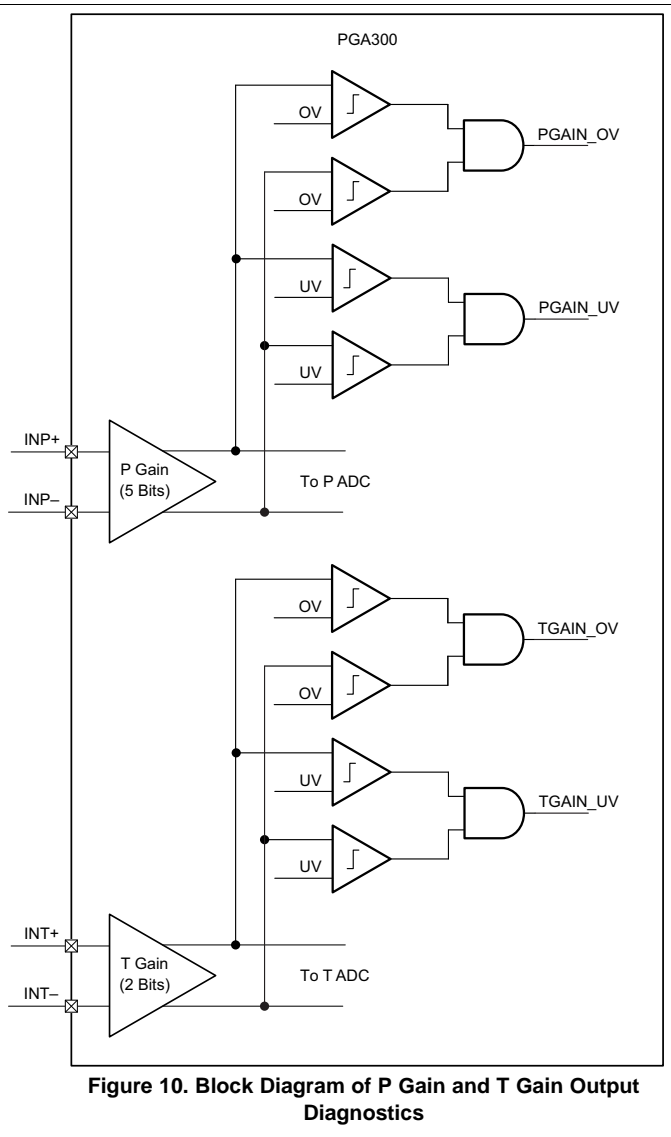 PGA300
OV
PGAIN_OV
OV
UV
PGAIN_UV
UV
INP+
P Gain
(5 Bits)
To P ADC
INP–
OV
TGAIN_OV
OV
UV
TGAIN_UV
UV
INT+
T Gain
(2 Bits)
To T ADC
INT–
Figure 10. Block Diagram of P Gain and T Gain Output
Diagnostics